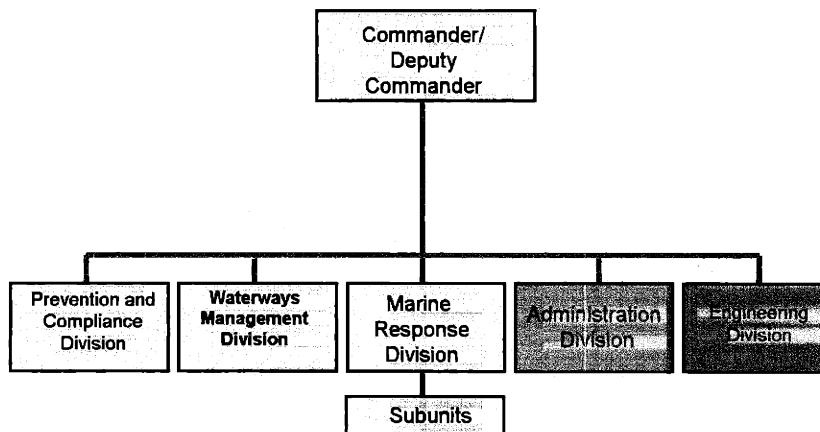 Commander/
Deputy
Commander
Prevention and
Compliance
Division
Waterways
Management
Division
Marine
Response
Division
Administration
Division
Engineering
Division
Subunits